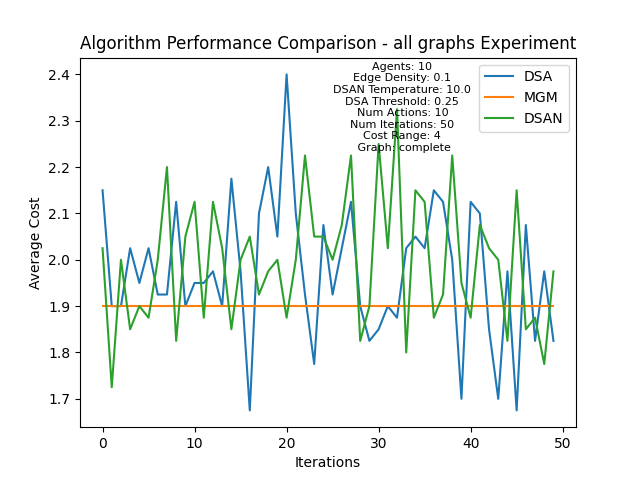 Algorithm Performance Comparison - all graphs Experiment
Agents: 10
Edge Density: 0.1
DSAN Temperature: 10.0
DSA Threshold: 0.25
Num Actions: 10
Num Iterations: 50
Cost Range: 4
Graph: complete
DSA
MGM
DSAN
Average Cost
2.4
2.3
2.2
2.1
2.0
1.9
1.8
1.7
0
10
20
30
40
50
Iterations